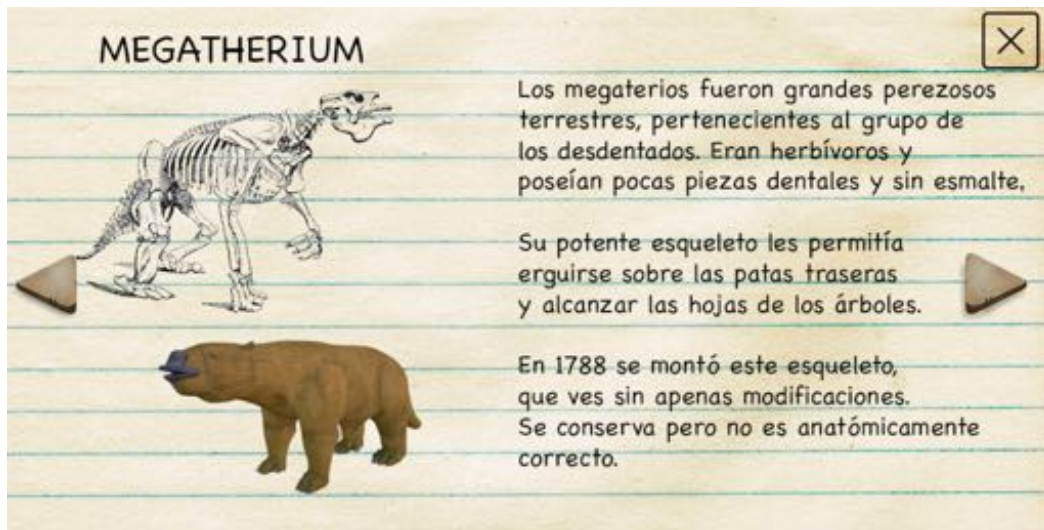 MEGATHERIUM
Los megaterios fueron grandes perezosos
terrestres, pertenecientes al grupo de
los desdentados. Eran herbívoros y
poseían pocas piezas dentales y sin esmalte,
Su potente esqueleto les permitía
erguirse sobre las patas traseras
y alcanzar las hojas de los árboles.
En 1788 se montó este esqueleto,
que ves sin apenas modificaciones.
Se conserva pero no es anatómicamente
correcto.